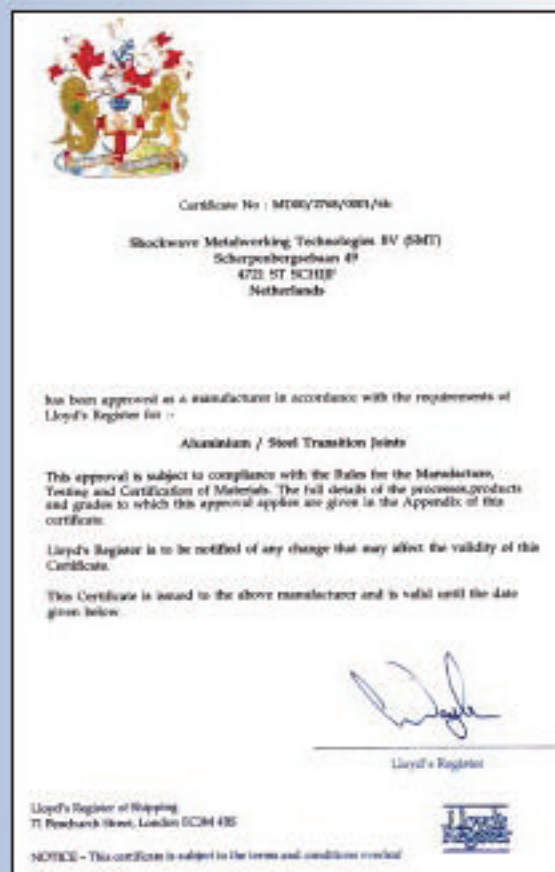 Certificate No :
Shockwave Metalworking Technologies BV (SMT)
Scherpenbergsebaan 49
4721 ST SCHIJF
Netherlands
has been approved as a manufacturer in accordance with the requirements of
Lloyd's Register for :-
Aluminium / Steel Transition Joints
This approval is subject to compliance with the Rules for the Manufacture,
Testing and Certification of Materials. The full details of the processes,products
and grades to which this approval applies are given in the Appendix of this
certificate.
Lloyd's Register is to be notified of any change that may affect the validity of this
Certificate.
This Certificate is issued to the above manufacturer and is valid until the date
given below.
Lloyd's Register
Lloyd's Register of Shipping
71 Fenchurch Street, London EC3M 4BS
Lloyd's
Register
NOTICE - This certificate is subject to the terms and conditions overleaf